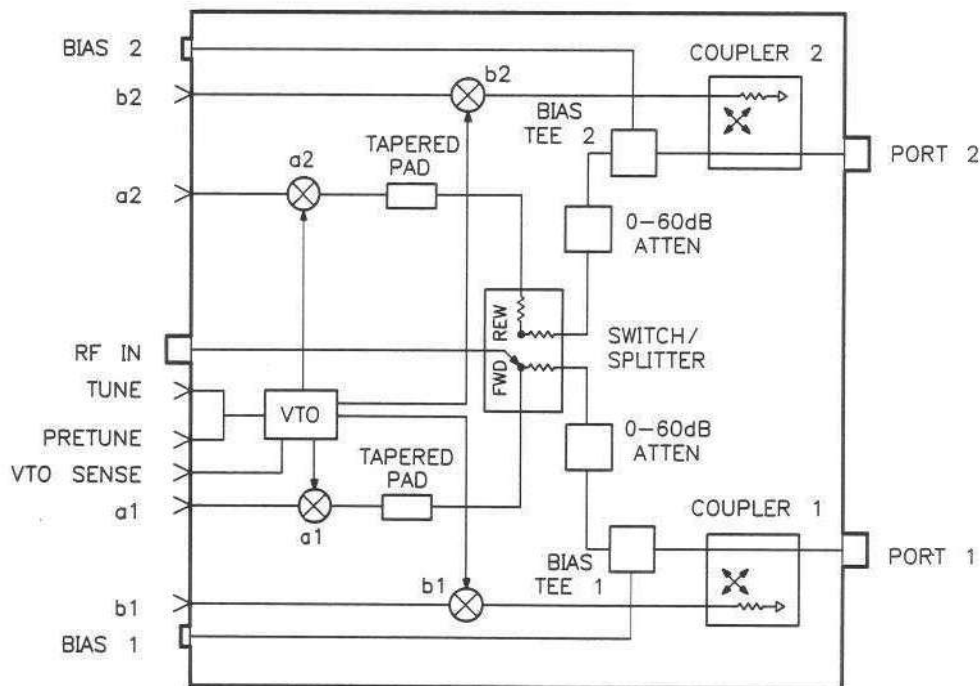 BIAS 2
b2
a2
RF IN
TUNE
PRETUNE
VTO SENSE
a1
b1
BIAS 1
b2
a2
TAPERED
PAD
BIAS
TEE 2
COUPLER 2
PORT 2
0-60dB
ATTEN
REW
FWD
SWITCH/
SPLITTER
VTO
0-60dB
ATTEN
TAPERED
PAD
a1
COUPLER 1
PORT 1
BIAS
TEE 1
b1